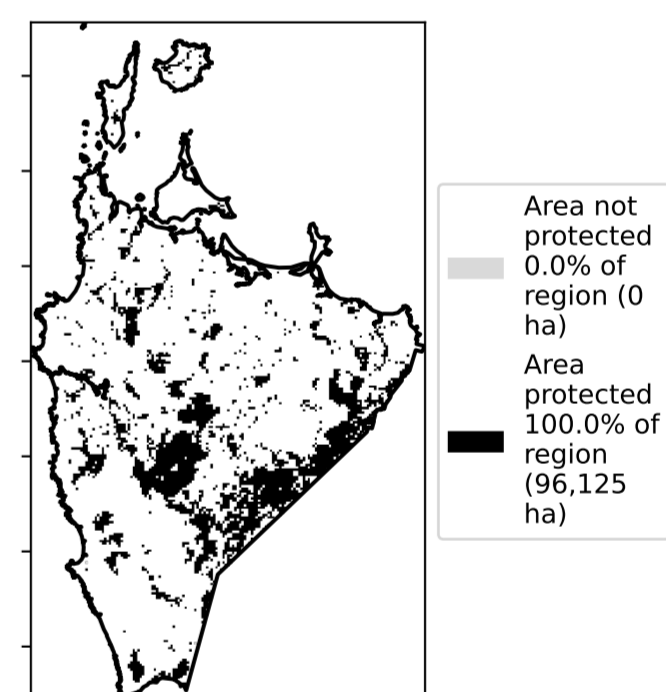 Area not
protected
0.0% of
region (0
ha)
Area
protected
100.0% of
region
(96,125
ha)